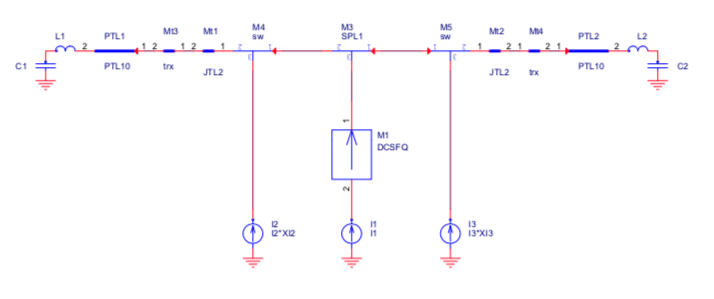 L1
2
PTL1
1
2
Mt3
1
2
Mt1
1
M4
sw
2
1
3
M3
SPL1
2
1
3
M5
sw
1
2
3
1
Mt2
2
1
Mt4
2
1
PTL2
2
L2
C1
PTL10
trx
JTL2
JTL2
trx
PTL10
C2
1
M1
DCSFQ
2
I2
I2*XI2
I1
I1
I3
I3*XI3